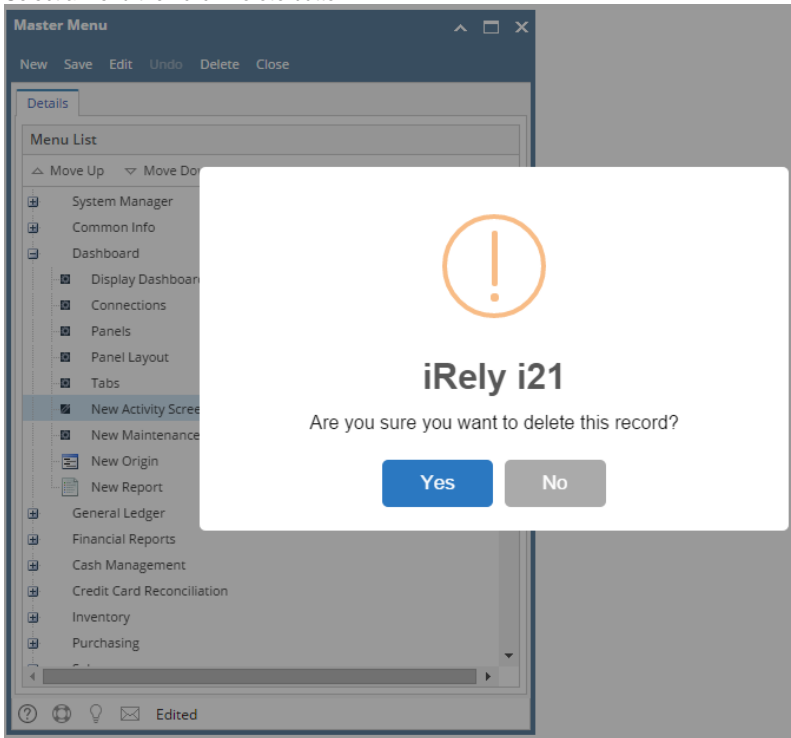 Master Menu
New Save Edit Undo Delete Close
Details
Menu List
Move Up Move Do
System Manager
Common Info
Dashboard
Display Dashboar
Connections
Panels
Panel Layout
Tabs
New Activity Scree
New Maintenance
New Origin
New Report
General Ledger
Financial Reports
Cash Management
Credit Card Reconciliation
Inventory
Purchasing
iRely i21
Are you sure you want to delete this record?
Yes No
Edited